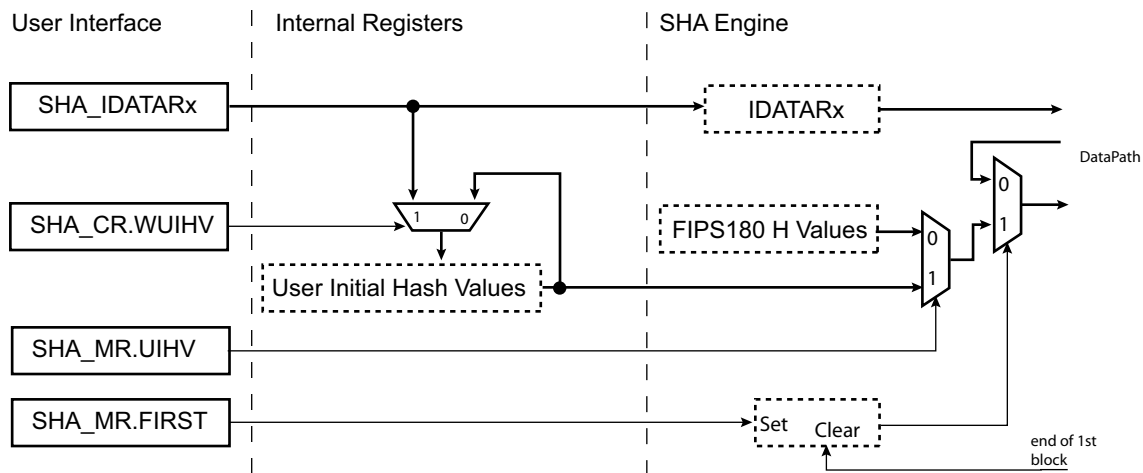 User Interface
Internal Registers
SHA Engine
SHA_IDATARx
IDATARx
DataPath
0
1
SHA_CR.WUIHV
1 0
FIPS180 H Values
0
1
User Initial Hash Values
SHA_MR.UIHV
SHA_MR.FIRST
Set
Clear
end of 1st
block